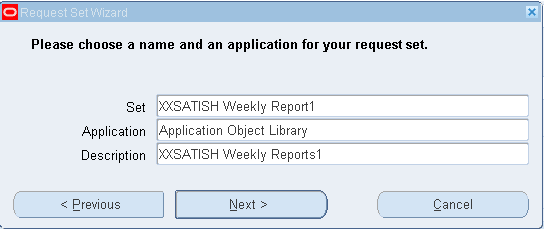 Request Set Wizard
Please choose a name and an application for your request set.
Set XXSATISH Weekly Report1
Application Application Object Library
Description XXSATISH Weekly Reports1
< Previous Next > Cancel